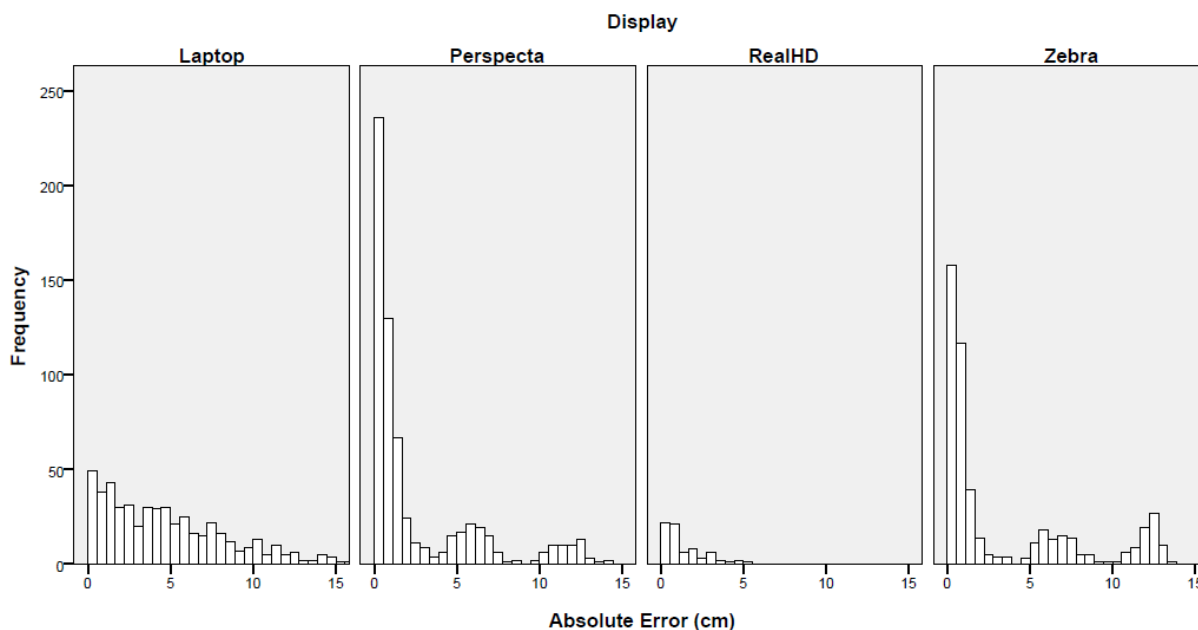 Display
Laptop Perspecta RealHD Zebra
250
200
150
100
50
0
0 5 10 15 0 5 10 15 0 5 10 15 0 5 10 15
Frequency
Absolute Error (cm)